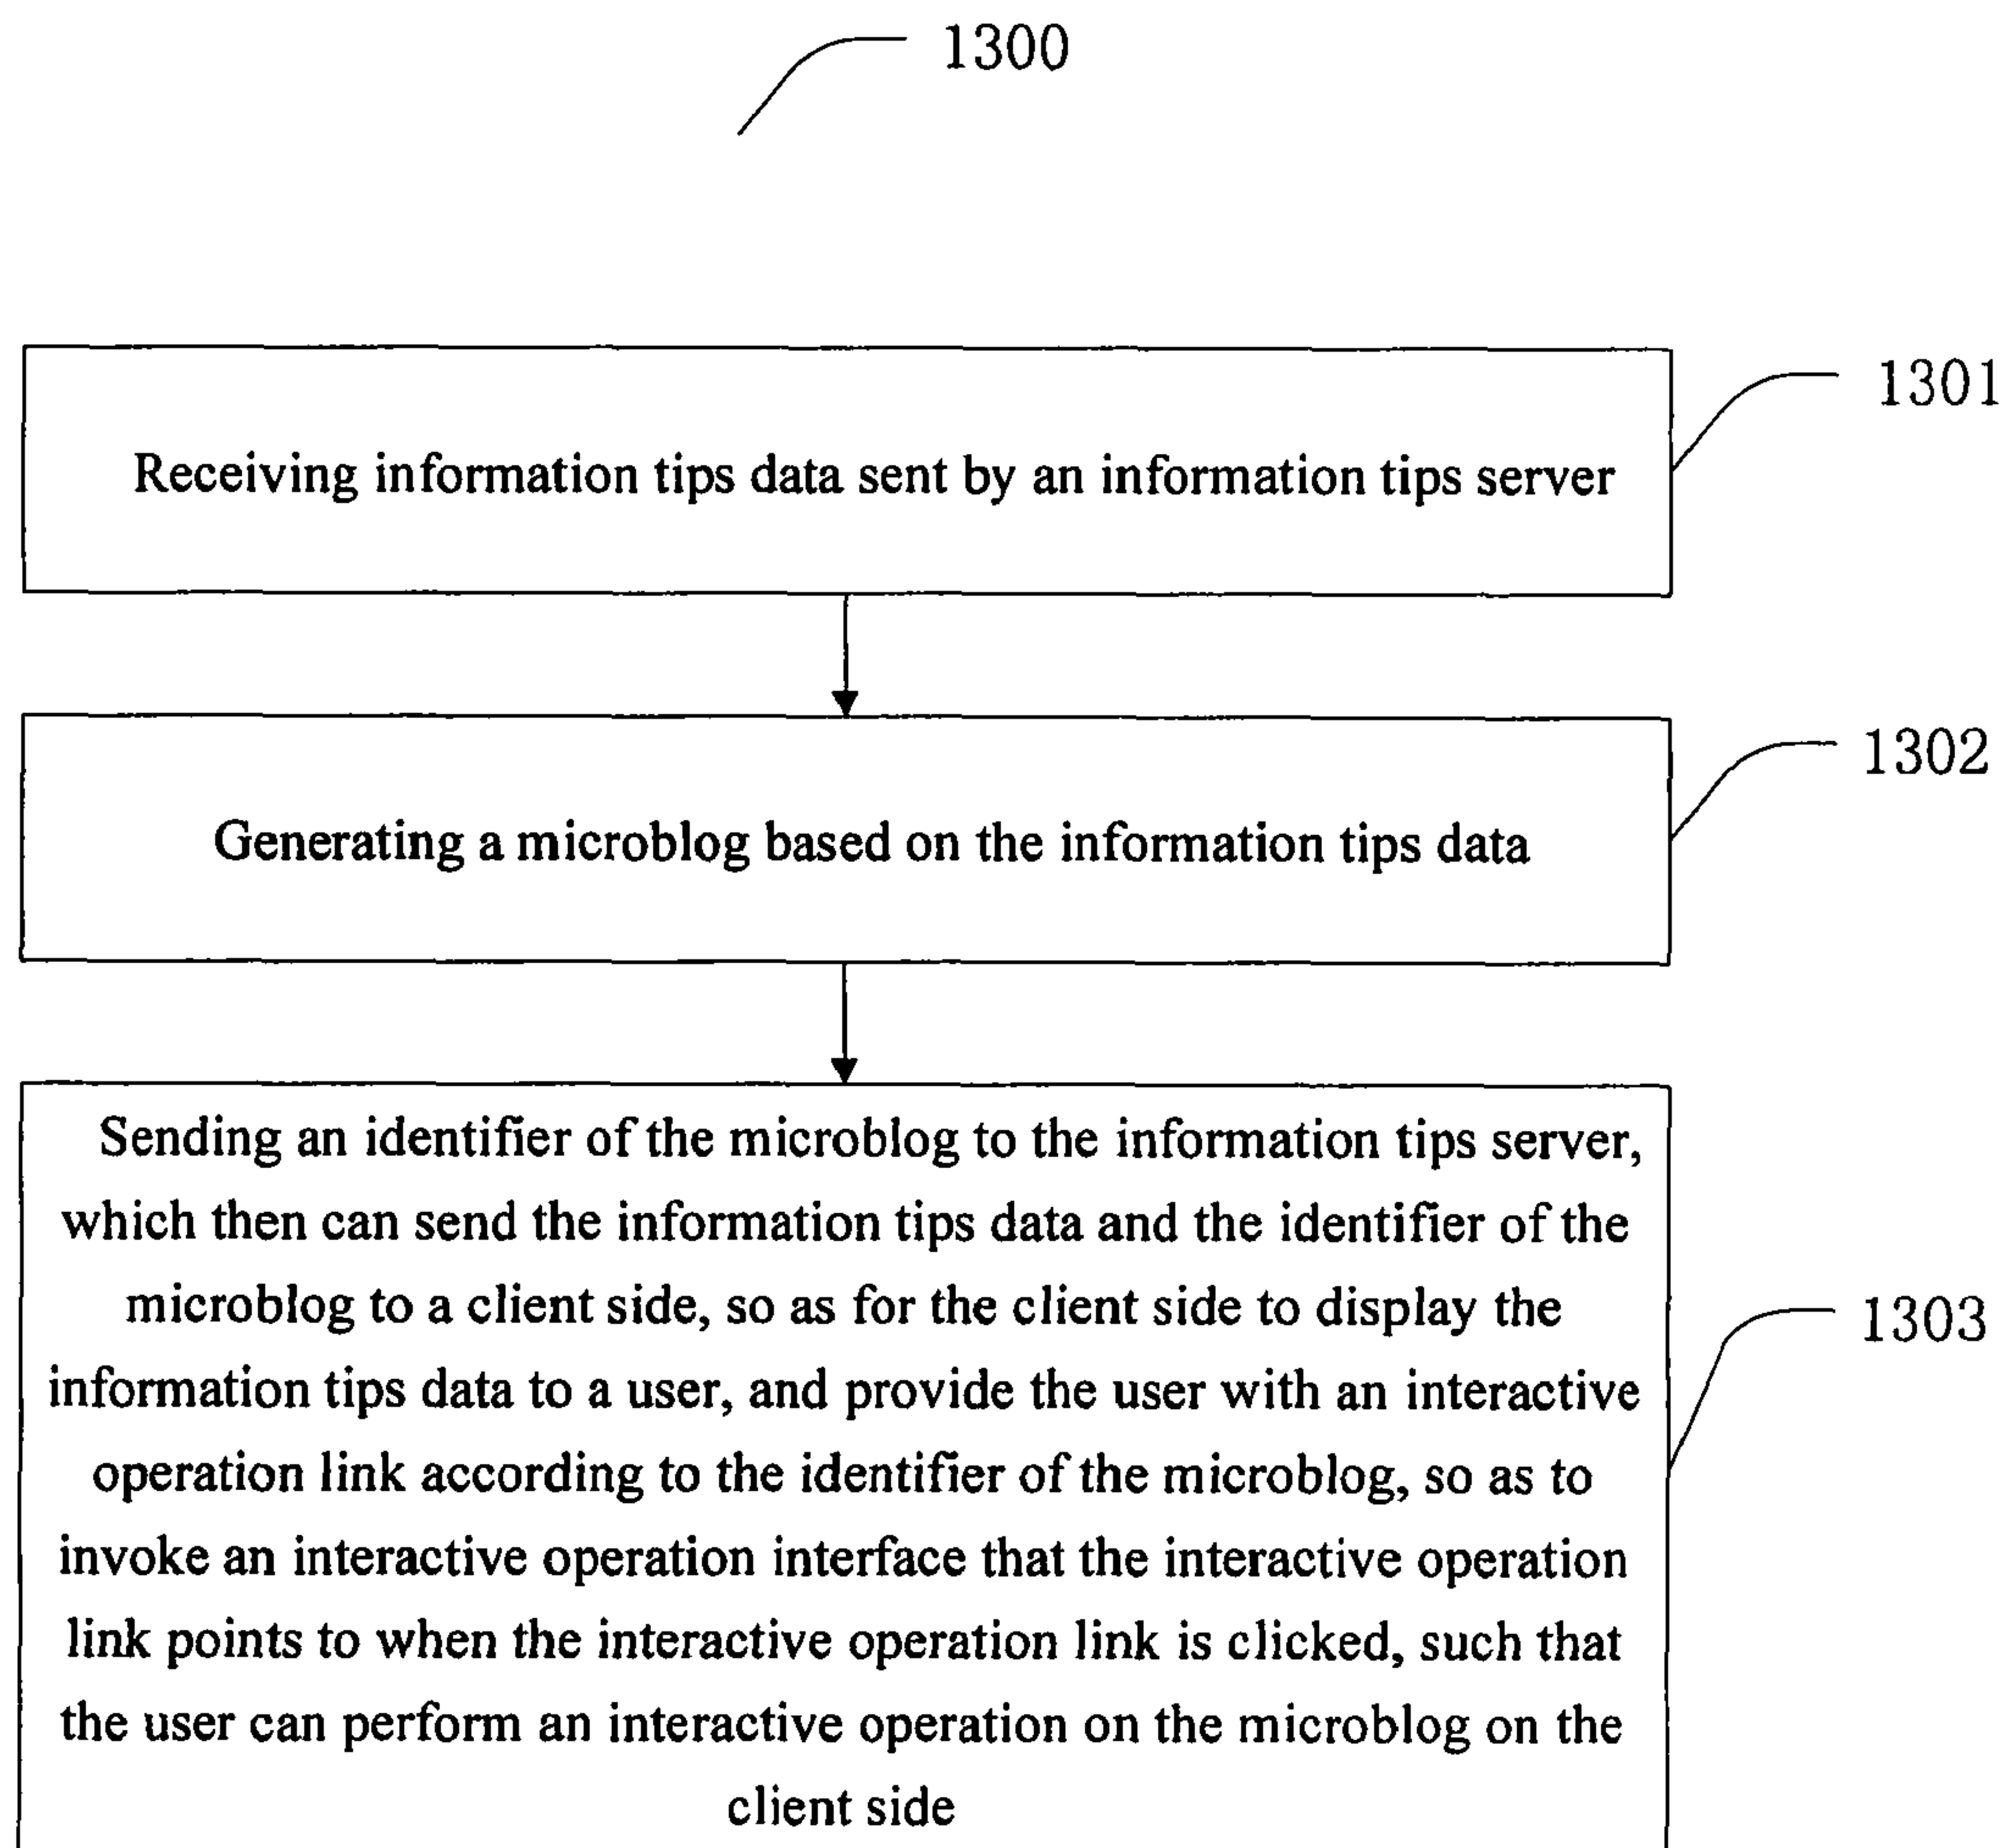 1300
1301
Receiving information tips data sent by an information tips server
1302
Generating a microblog based on the information tips data
Sending an identifier of the microblog to the information tips server,
which then can send the information tips data and the identifier of the
microblog to a client side, so as for the client side to display the
1303
information tips data to a user, and provide the user with an interactive
operation link according to the identifier of the microblog, so as to
invoke an interactive operation interface that the interactive operation
link points to when the interactive operation link is clicked, such that
the user can perform an interactive operation on the microblog on the
client side